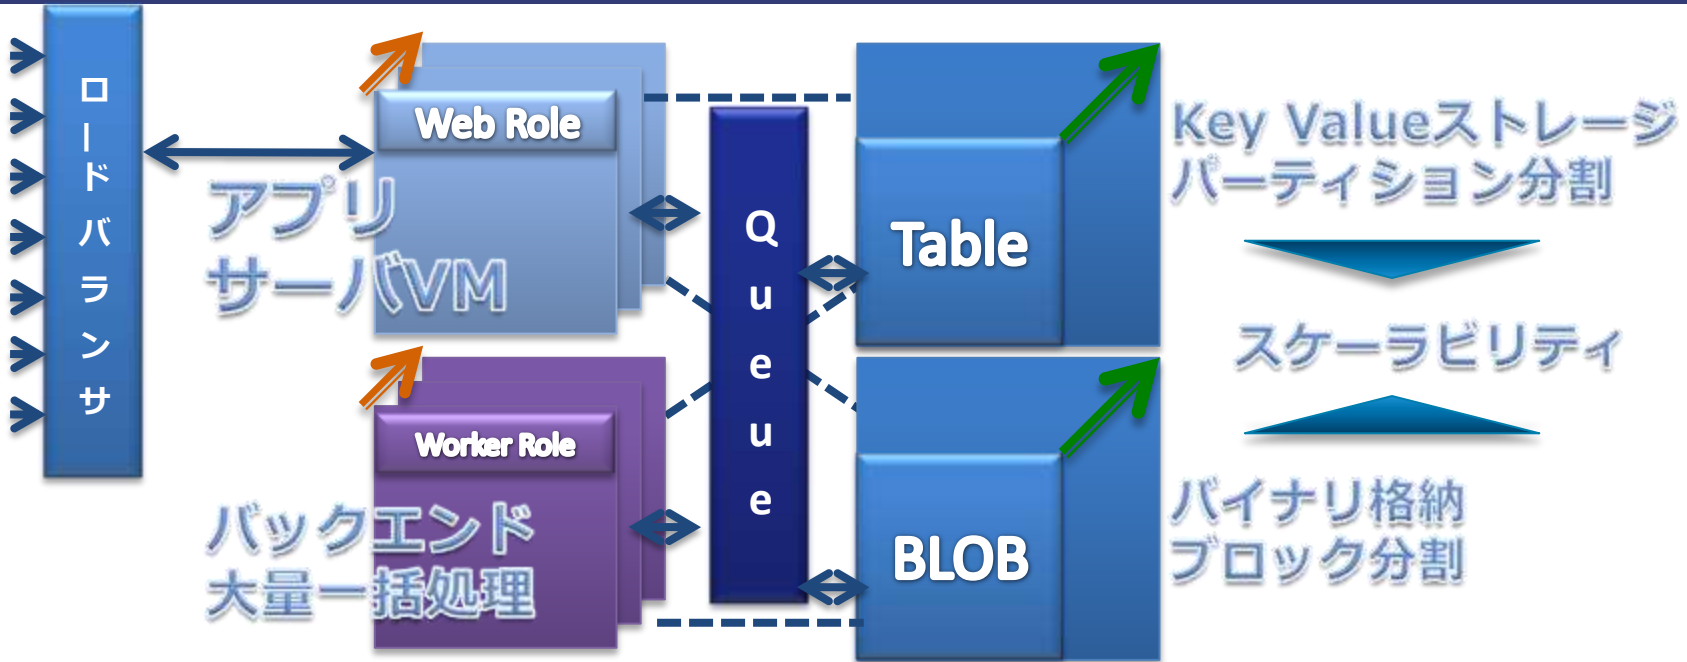 ロードバランサ
Web Role
アプリ
サーバVM
Worker Role
バックエンド
大量一括処理
Queue
Table
BLOB
Key Valueストレージ
パーティション分割
スケーラビリティ
バイナリ格納
ブロック分割